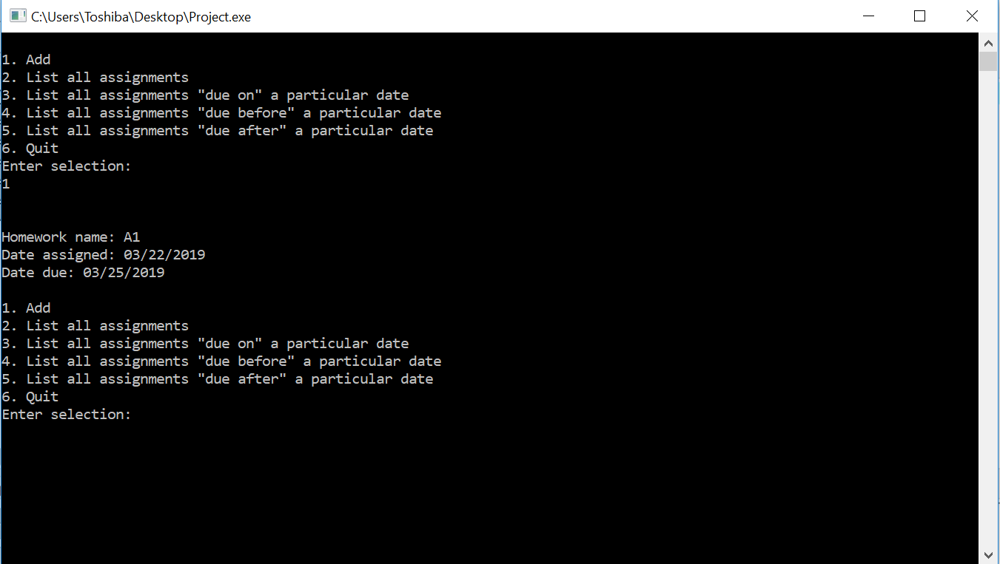 C:\Users\Toshiba\Desktop\Project.exe
1. Add
2. List all assignments
3. List all assignments "due on" a particular date
4. List all assignments "due before" a particular date
5. List all assignments "due after" a particular date
6. Quit
Enter selection:
1
Homework name: A1
Date assigned: 03/22/2019
Date due: 03/25/2019
1. Add
2. List all assignments
3. List all assignments "due on" a particular date
4. List all assignments "due before" a particular date
5. List all assignments "due after" a particular date
6. Quit
Enter selection: